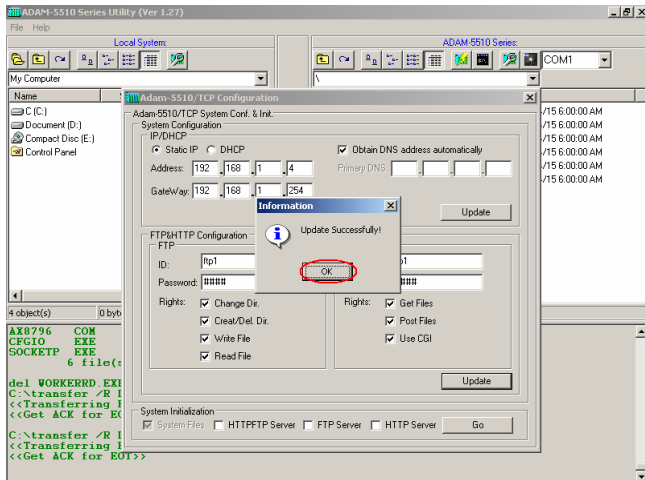 ADAM-5510 Series Utility (Ver 1.27)
File Help
Local System:
ADAM-5510 Series:
COM1
My Computer
\
Name
C (C:)
Document (D:)
Compact Disc (E:)
Control Panel
/15 6:00:00 AM
/15 6:00:00 AM
/15 6:00:00 AM
/15 6:00:00 AM
/15 6:00:00 AM
/15 6:00:00 AM
Adam-5510/TCP Configuration
Adam-5510/TCP System Conf. & Init.
System Configuration
IP/DHCP
Static IP DHCP
Obtain DNS address automatically
Address: 192 .168 .1 .4
Primary DNS: . . .
GateWay: 192 .168 .1 .254
Update
Information
Update Successfully!
OK
FTP&HTTP Configuration
FTP
ID: ftp1
Password: ####
Rights: Change Dir.
Creat/Del. Dir.
Write File
Read File
###
Rights: Get Files
Post Files
Use CGI
Update
System Initialization
System Files HTTPFTP Server FTP Server HTTP Server Go
4 object(s)
0 byt
AX8796 COM
CFGIO EXE
SOCKETP EXE
6 file(s
del WORKERRD.EXE
C:\transfer /R I
<<Transferring
<<Get ACK for EO
C:\transfer /R I
<<Transferring
<<Get ACK for EOT>>